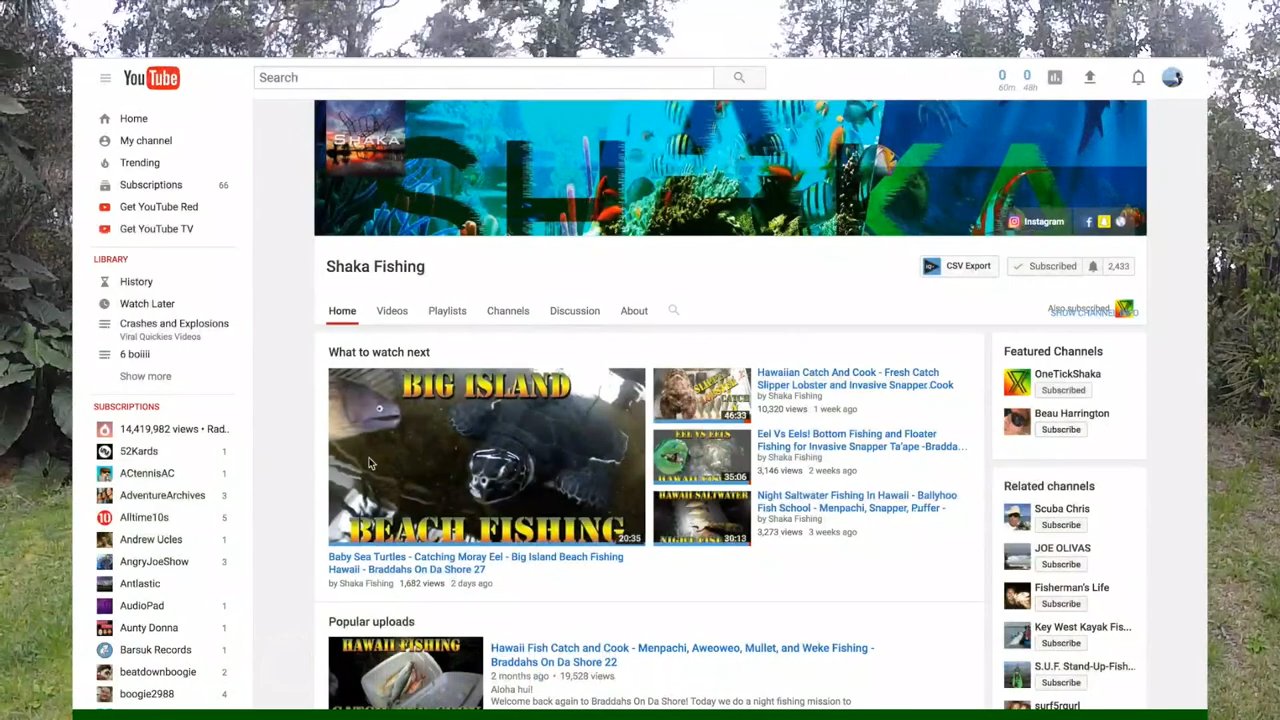 YouTube
Search
0 0
60m 48h
Home
My channel
Trending
Subscriptions 66
Get YouTube Red
Get YouTube TV
LIBRARY
History
Watch Later
Crashes and Explosions
Viral Quickies Videos
6 boiiii
Show more
SUBSCRIPTIONS
14,419,982 views • Rad..
52Kards 1
ACtennisAC 1
AdventureArchives 3
Alltime10s 5
Andrew Ucles 1
AngryJoeShow 3
Antlastic
AudioPad 1
Aunty Donna 1
Barsuk Records 1
beatdownboogie 2
boogie2988 4
SHAKA
SHAKA
Instagram
Shaka Fishing
CSV Export
Subscribed 2,433
Home Videos Playlists Channels Discussion About
Also subscribed
What to watch next
BIG ISLAND
BEACH FISHING
20:35
Baby Sea Turtles - Catching Moray Eel - Big Island Beach Fishing
Hawaii - Braddahs On Da Shore 27
by Shaka Fishing 1,682 views 2 days ago
46:33
Hawaiian Catch And Cook - Fresh Catch
Slipper Lobster and Invasive Snapper Cook
by Shaka Fishing
10,320 views 1 week ago
EEL VS EELS
35:06
Eel Vs Eels! Bottom Fishing and Floater
Fishing for Invasive Snapper Ta'ape -Bradda...
by Shaka Fishing
3,146 views 2 weeks ago
HAWAII SALTWATER
30:13
Night Saltwater Fishing In Hawaii - Ballyhoo
Fish School - Menpachi, Snapper, Puffer -
by Shaka Fishing
3,273 views 3 weeks ago
Popular uploads
HAWAII FISHING
Hawaii Fish Catch and Cook - Menpachi, Aweoweo, Mullet, and Weke Fishing -
Braddahs On Da Shore 22
2 months ago • 19,528 views
Aloha hui!
Welcome back again to Braddahs On Da Shore! Today we do a night fishing mission to
Featured Channels
OneTickShaka
Subscribed
Beau Harrington
Subscribe
Related channels
Scuba Chris
Subscribe
JOE OLIVAS
Subscribe
Fisherman's Life
Subscribe
Key West Kayak Fis...
Subscribe
S.U.F. Stand-Up-Fish...
Subscribe
surf5rgurl